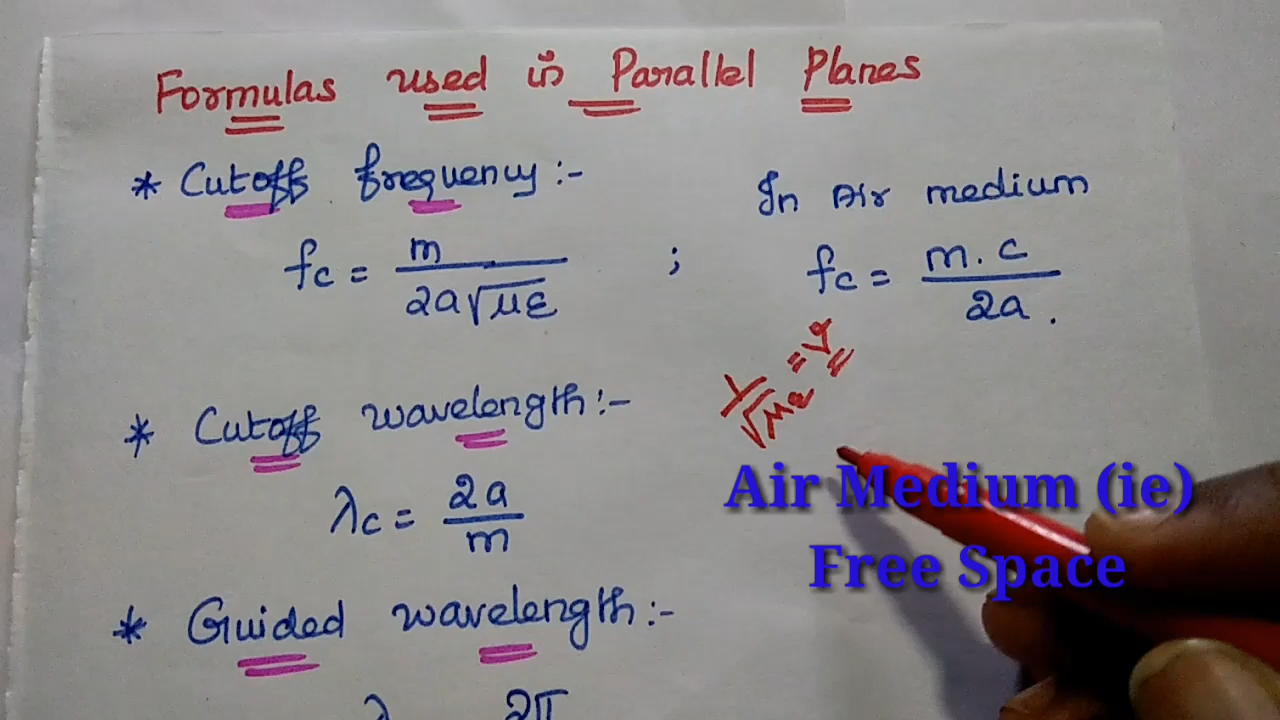 Formulas used in Parallel Planes
* Cutoff frequency :-
fc = m / 2a√με ;
In Air medium
fc = m.c / 2a .
1/√με = v
* Cutoff wavelength :-
λc = 2a / m
Air Medium (ie)
Free Space
* Guided wavelength :-
λ 2π